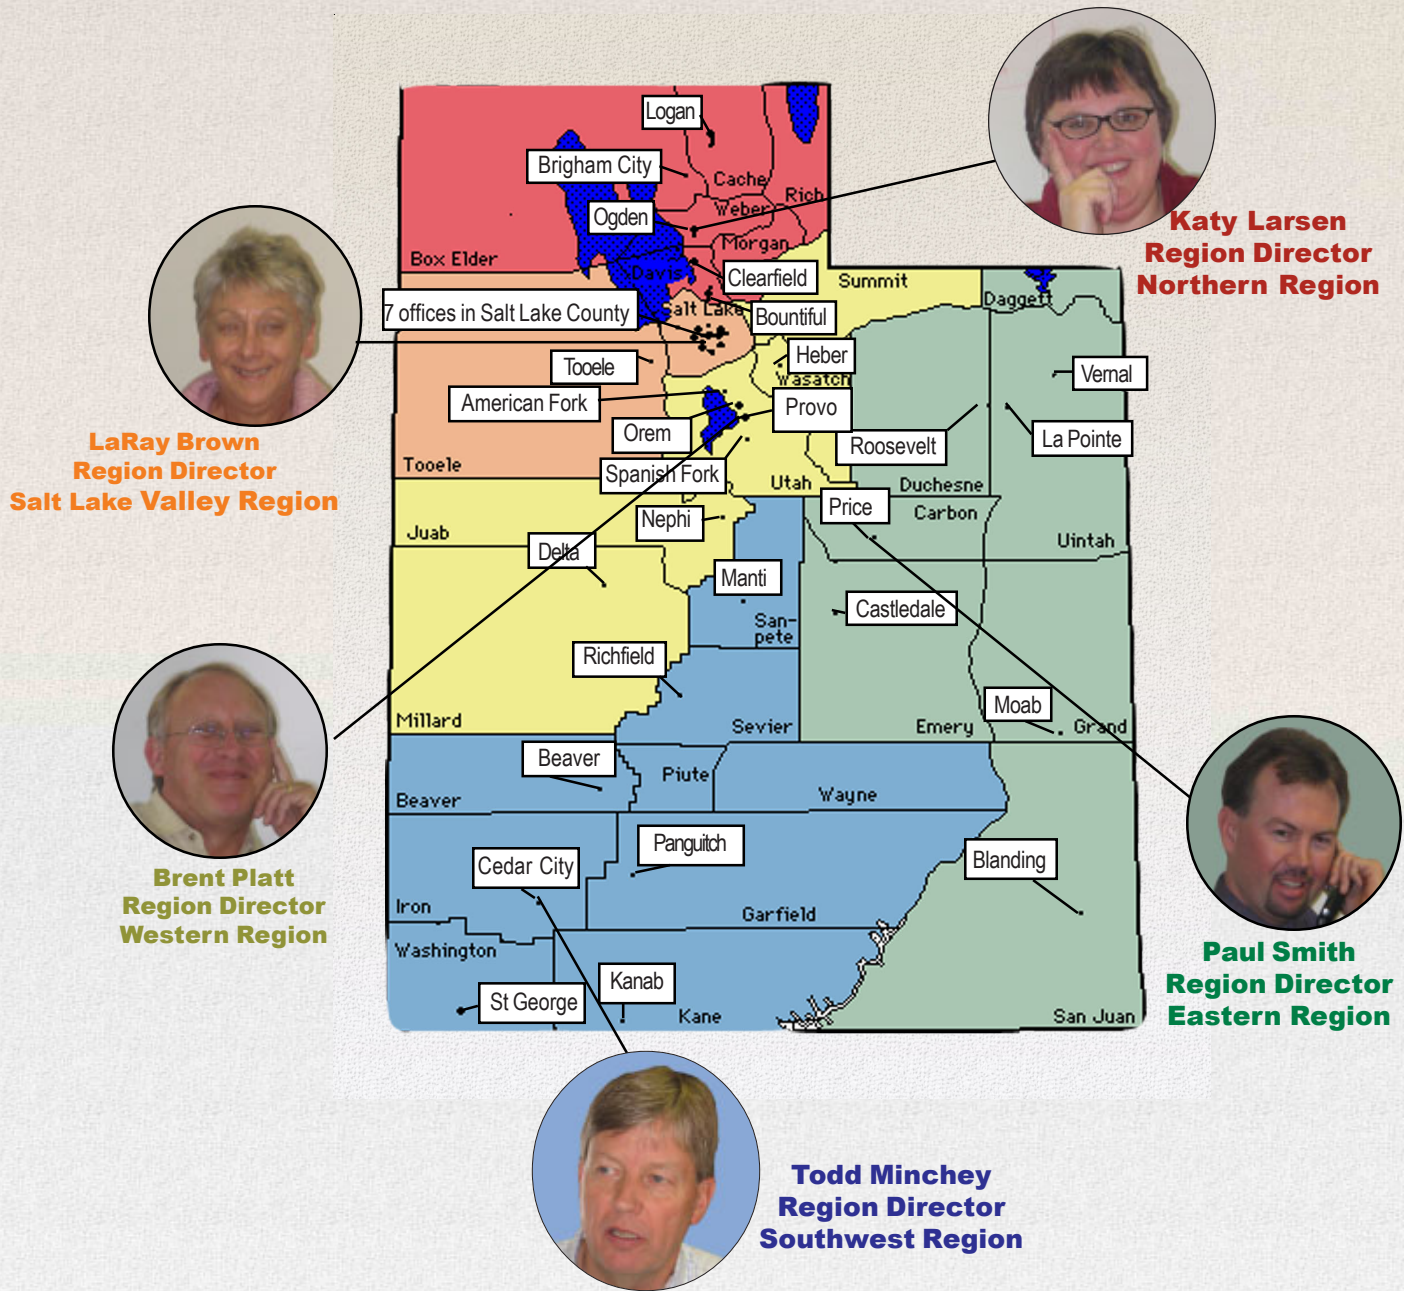 Logan
Brigham City
Cache
Rich
Ogden
Weber
Morgan
Box Elder
Davis
Clearfield
Summit
Daggett
7 offices in Salt Lake County
Salt Lake
Bountiful
Tooele
Heber
Wasatch
Vernal
American Fork
Provo
Orem
Roosevelt
La Pointe
Tooele
Spanish Fork
Utah
Duchesne
Juab
Nephi
Price
Carbon
Uintah
Delta
Manti
Castledale
San-
pete
Richfield
Millard
Sevier
Emery
Moab
Grand
Beaver
Piute
Beaver
Wayne
Cedar City
Panguitch
Blanding
Iron
Garfield
Washington
St George
Kanab
Kane
San Juan
Katy Larsen
Region Director
Northern Region
LaRay Brown
Region Director
Salt Lake Valley Region
Brent Platt
Region Director
Western Region
Paul Smith
Region Director
Eastern Region
Todd Minchey
Region Director
Southwest Region